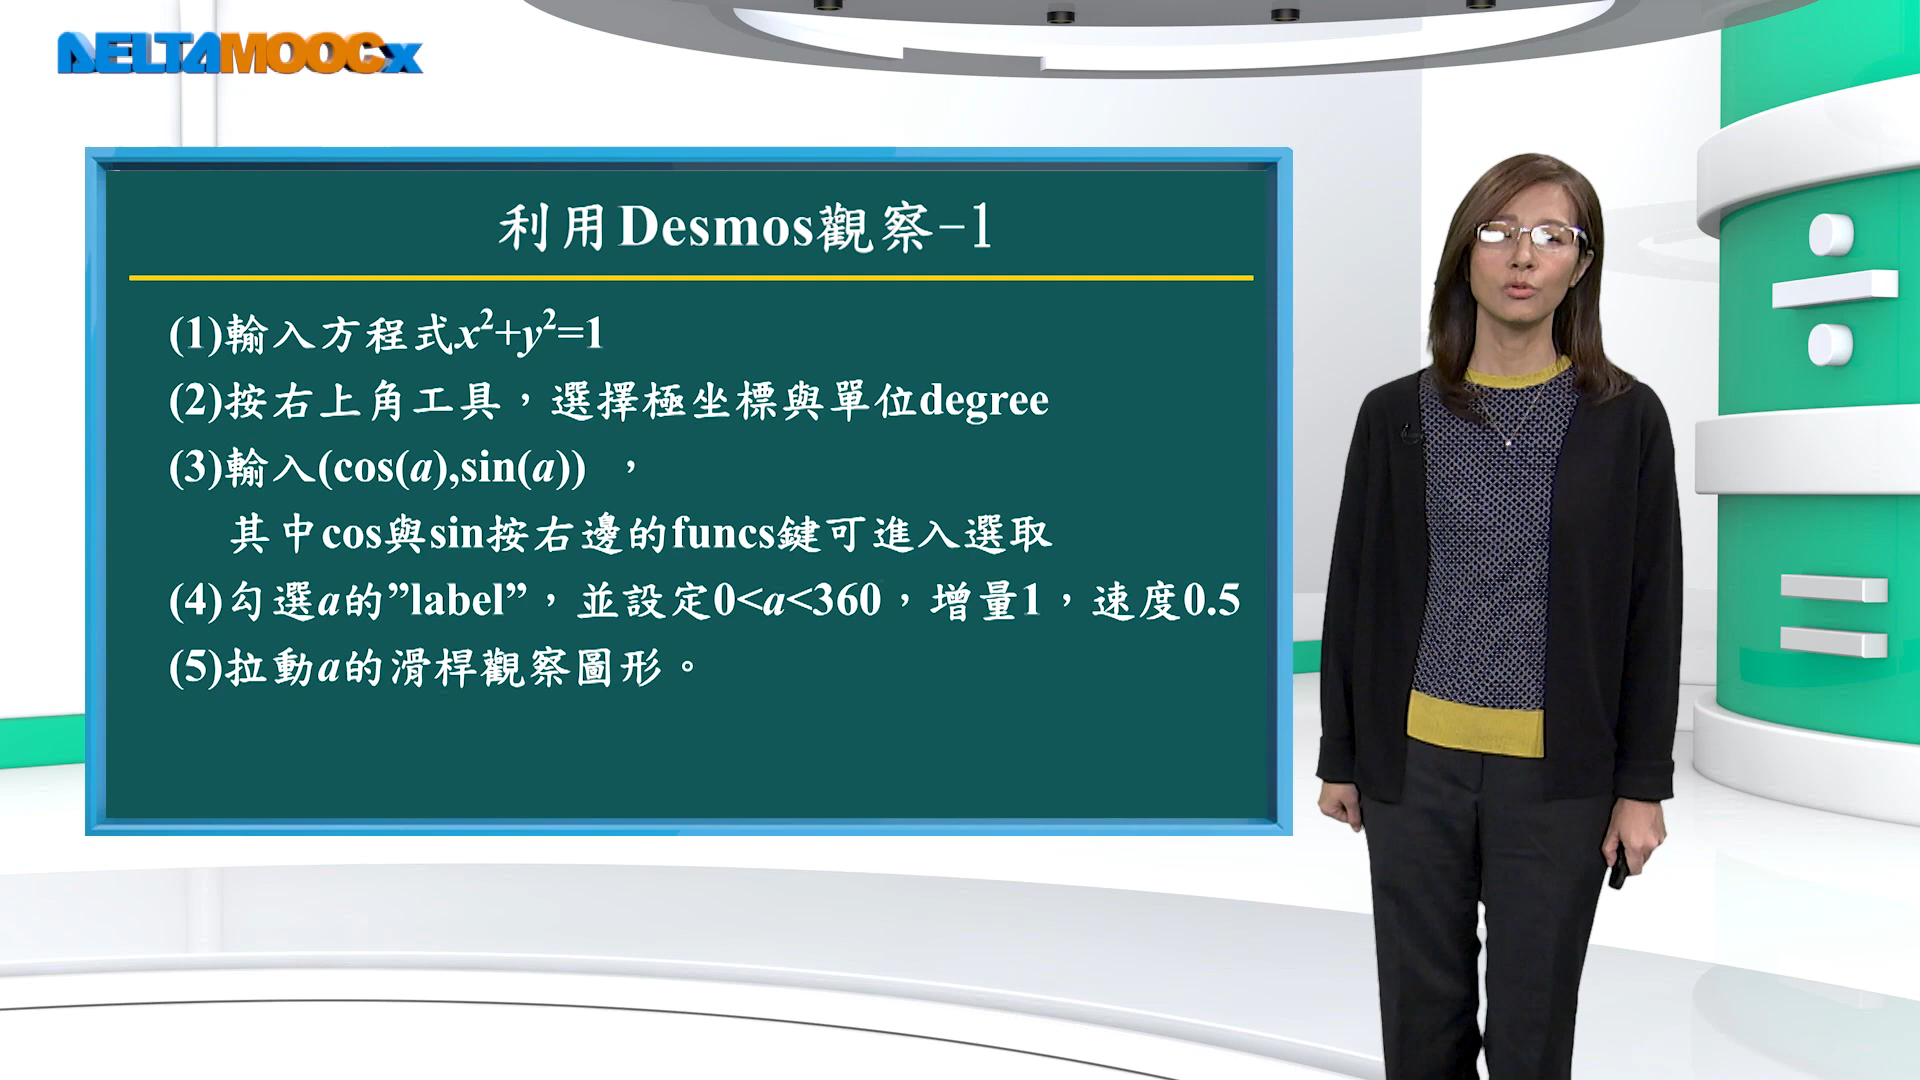 DELTAMOOCx
利用Desmos觀察-1
(1)輸入方程式x²+y²=1
(2)按右上角工具，選擇極坐標與單位degree
(3)輸入(cos(a),sin(a)) ，
其中cos與sin按右邊的funcs鍵可進入選取
(4)勾選a的”label”，並設定0<a<360，增量1，速度0.5
(5)拉動a的滑桿觀察圖形。